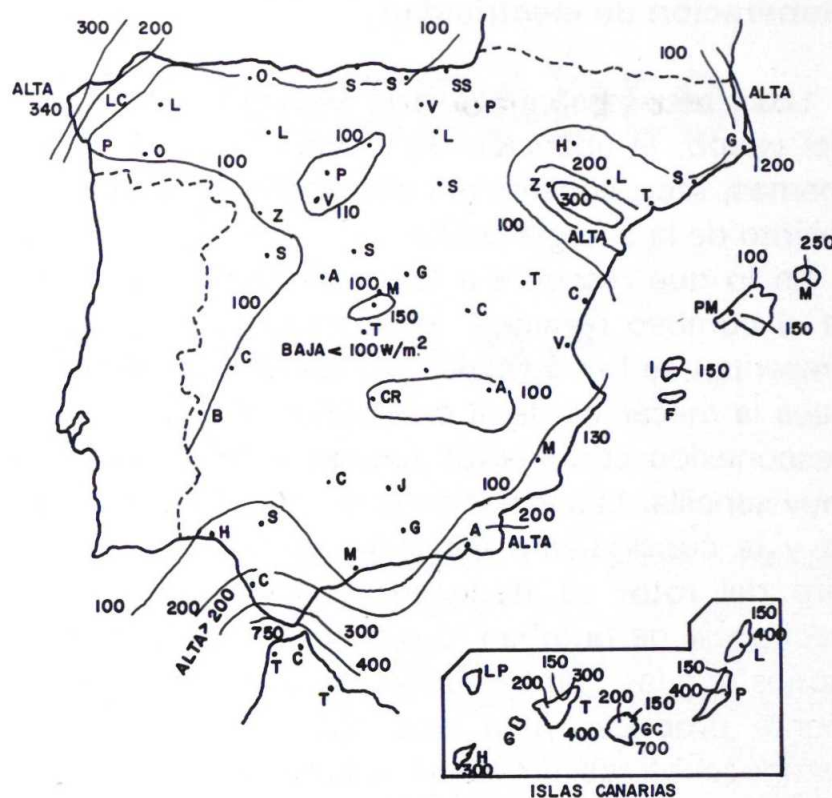 300 200
100
100
ALTA
340
LC L
O
S S SS
V P
ALTA
P O
L
L
100
H
200
G
200
100
P
V
110
S
Z
300
L
S
T
ALTA
100
Z
S
S
A
G
T
C
100
M
150
T
BAJA < 100 W/m.²
C
V
100
C
B
CR
A
100
100
PM
150
250
M
I
150
F
130
M
100
C J
S
G
H
M
A
200
ALTA
100
200
C
ALTA > 200
750
300
400
T
C
T
LP
150
200
300
T
400
G
H
300
200
150
GC
700
150
400
P
150
400
L
ISLAS CANARIAS